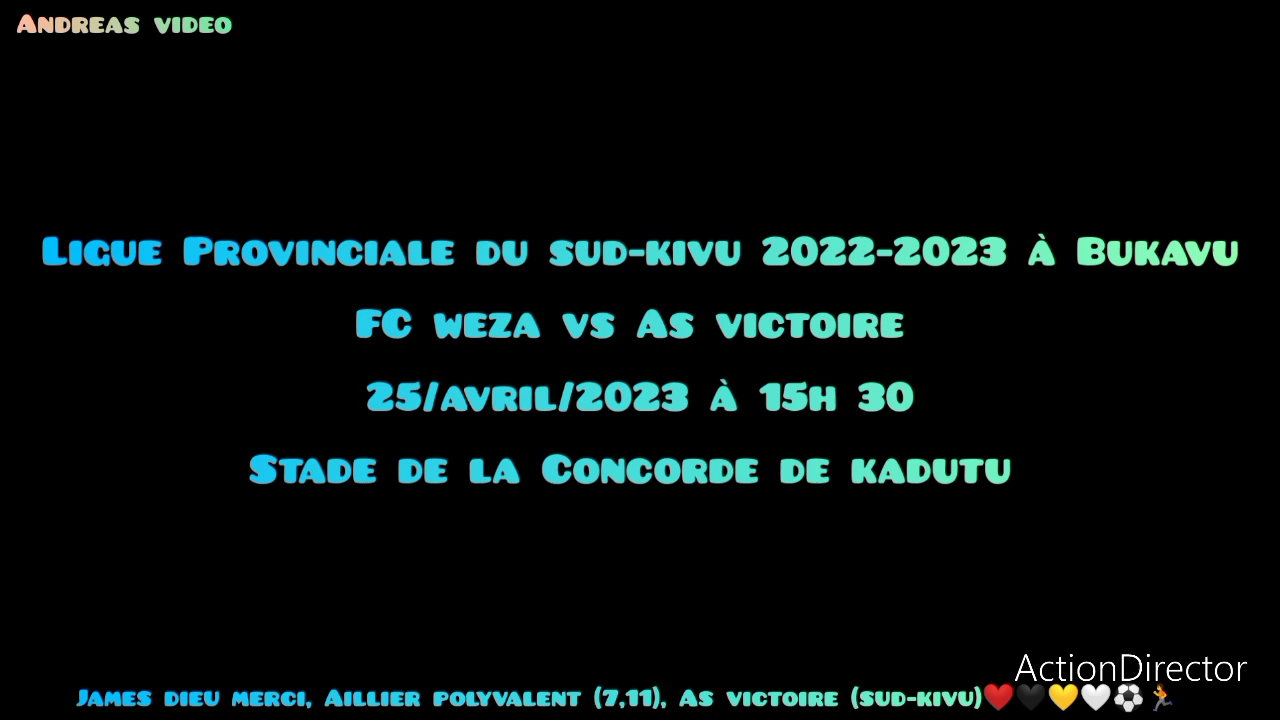 Andreas video
Ligue Provinciale du sud-kivu 2022-2023 à Bukavu
FC weza vs As victoire
25/avril/2023 à 15h 30
Stade de la Concorde de kadutu
ActionDirector
James dieu merci, Aillier polyvalent (7,11), As victoire (sud-kivu)❤️🖤💛🤍⚽🏃